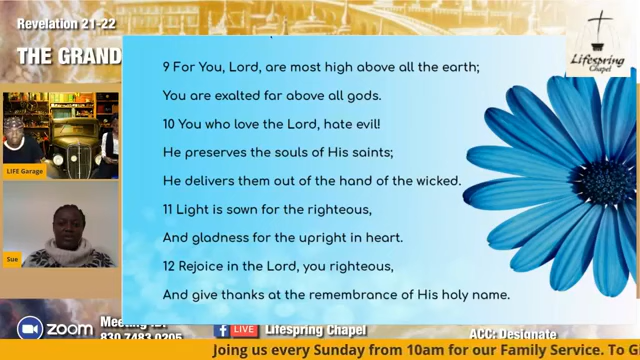 Revelation 21-22
THE GRAND
Lifespring
Chapel
9 For You, Lord, are most high above all the earth;
You are exalted far above all gods.
10 You who love the Lord, hate evil!
He preserves the souls of His saints;
He delivers them out of the hand of the wicked.
11 Light is sown for the righteous,
And gladness for the upright in heart.
12 Rejoice in the Lord, you righteous,
And give thanks at the remembrance of His holy name.
LIFE Garage
Sue
zoom
Meeting ID:
830 7483 0205
f LIVE
Lifespring Chapel
ACC: Designate
Joing us every Sunday from 10am for our Family Service. To G